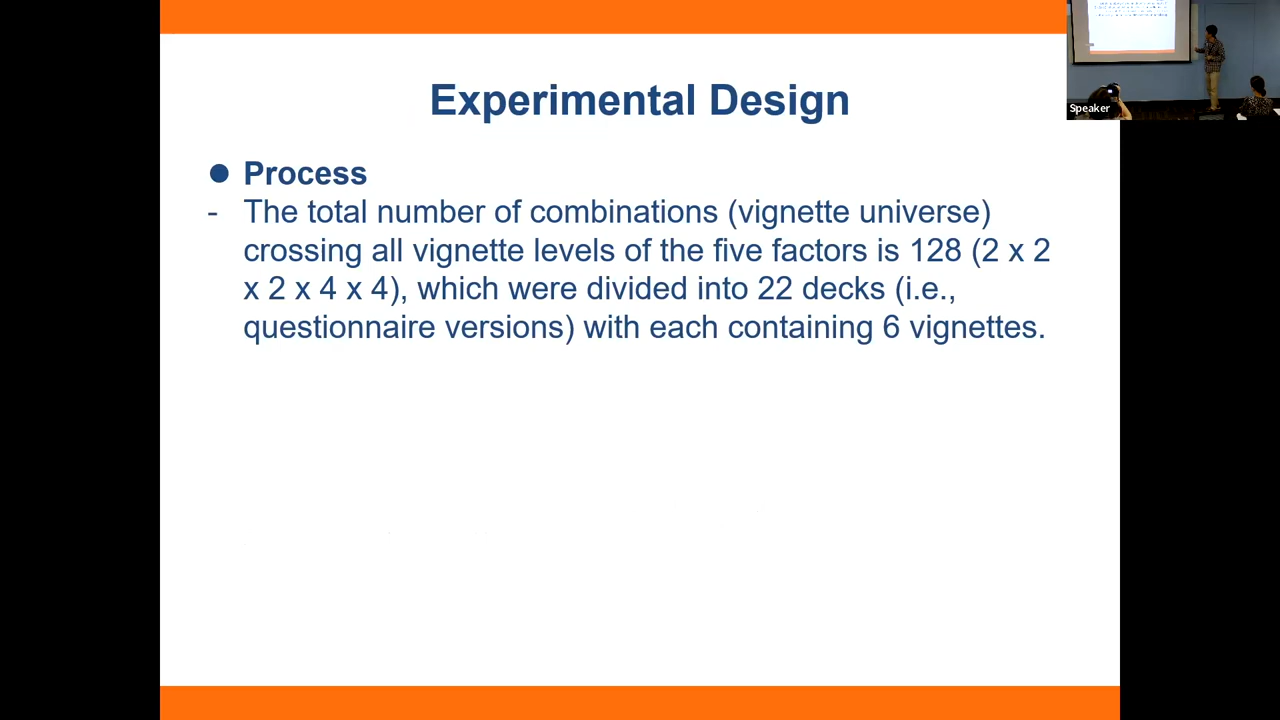 Experimental Design
● Process
- The total number of combinations (vignette universe)
crossing all vignette levels of the five factors is 128 (2 x 2
x 2 x 4 x 4), which were divided into 22 decks (i.e.,
questionnaire versions) with each containing 6 vignettes.
Speaker